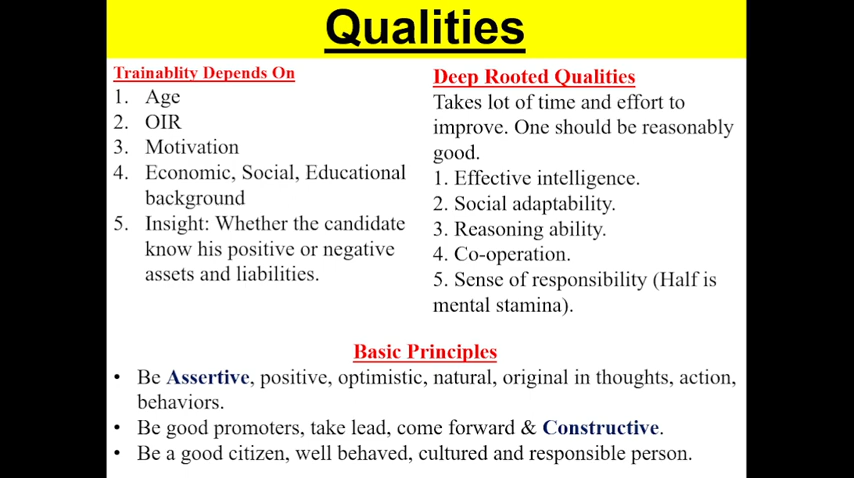 Qualities
Trainablity Depends On
1. Age
2. OIR
3. Motivation
4. Economic, Social, Educational
background
5. Insight: Whether the candidate
know his positive or negative
assets and liabilities.
Deep Rooted Qualities
Takes lot of time and effort to
improve. One should be reasonably
good.
1. Effective intelligence.
2. Social adaptability.
3. Reasoning ability.
4. Co-operation.
5. Sense of responsibility (Half is
mental stamina).
Basic Principles
• Be Assertive, positive, optimistic, natural, original in thoughts, action,
behaviors.
• Be good promoters, take lead, come forward & Constructive.
• Be a good citizen, well behaved, cultured and responsible person.